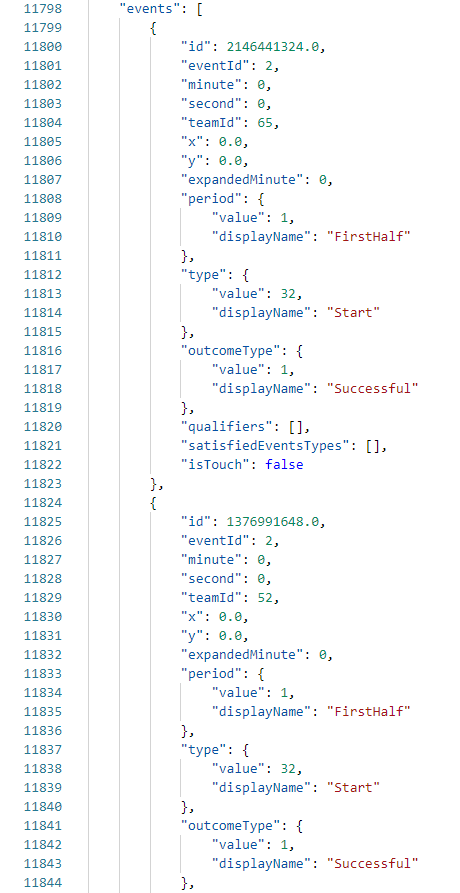 11798 "events": [
11799 {
11800 "id": 2146441324.0,
11801 "eventId": 2,
11802 "minute": 0,
11803 "second": 0,
11804 "teamId": 65,
11805 "x": 0.0,
11806 "y": 0.0,
11807 "expandedMinute": 0,
11808 "period": {
11809 "value": 1,
11810 "displayName": "FirstHalf"
11811 },
11812 "type": {
11813 "value": 32,
11814 "displayName": "Start"
11815 },
11816 "outcomeType": {
11817 "value": 1,
11818 "displayName": "Successful"
11819 },
11820 "qualifiers": [],
11821 "satisfiedEventsTypes": [],
11822 "isTouch": false
11823 },
11824 {
11825 "id": 1376991648.0,
11826 "eventId": 2,
11827 "minute": 0,
11828 "second": 0,
11829 "teamId": 52,
11830 "x": 0.0,
11831 "y": 0.0,
11832 "expandedMinute": 0,
11833 "period": {
11834 "value": 1,
11835 "displayName": "FirstHalf"
11836 },
11837 "type": {
11838 "value": 32,
11839 "displayName": "Start"
11840 },
11841 "outcomeType": {
11842 "value": 1,
11843 "displayName": "Successful"
11844 },